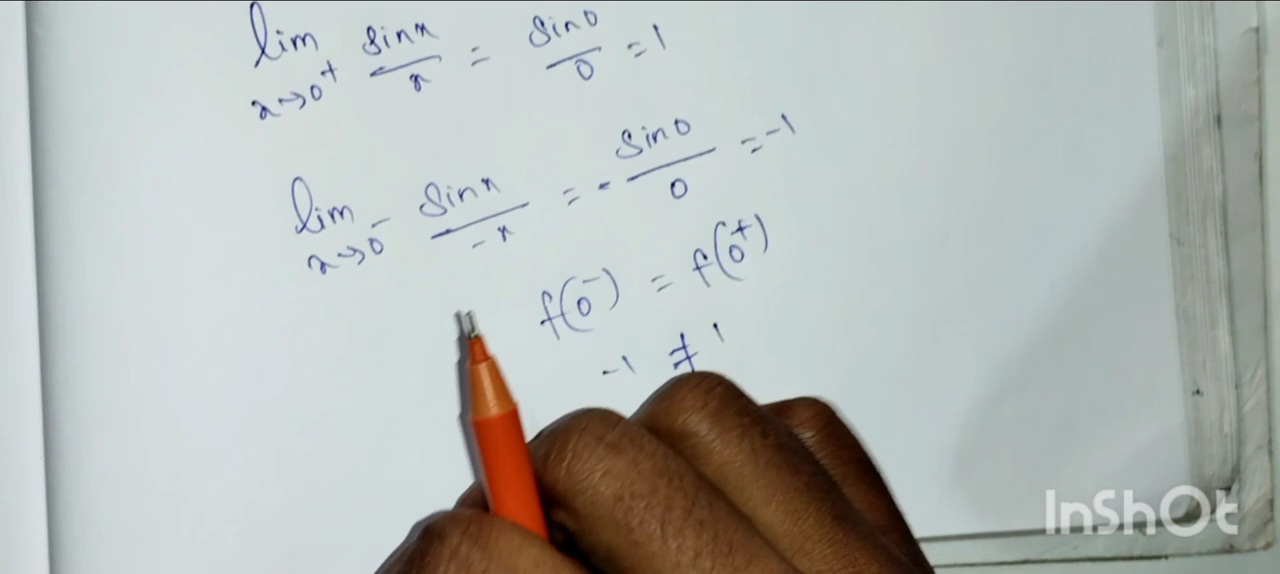 lim x→0⁺ sinx/x = sin0/0 = 1
lim x→0⁻ sinx/-x = - sin0/0 = -1
f(0⁻) = f(0⁺)
-1 ≠ 1
InShOt